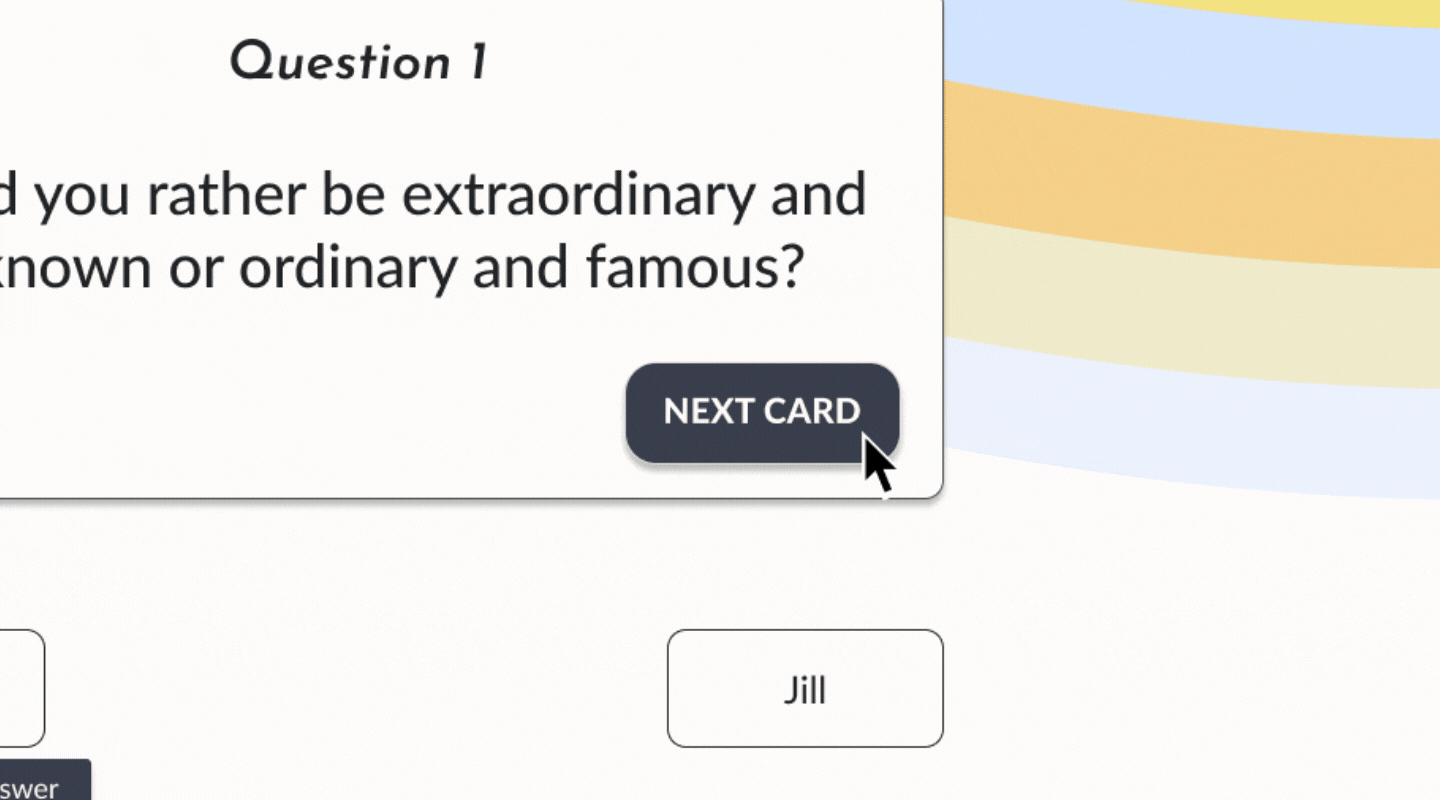 Question 1
d you rather be extraordinary and
known or ordinary and famous?
NEXT CARD
Jill
swer